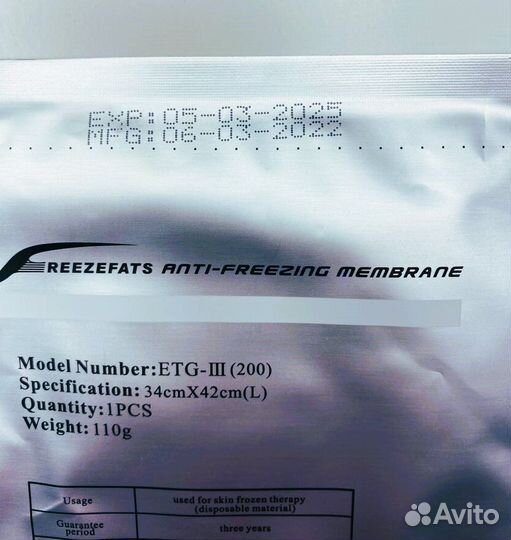 EXP:05-03-2025
MFG:06-03-2022
FREEZEFATS ANTI-FREEZING MEMBRANE
Model Number:ETG-III(200)
Specification: 34cmX42cm(L)
Quantity:1PCS
Weight: 110g
Usage used for skin frozen therapy
(disposable material)
Guarantee
period three years
Avito